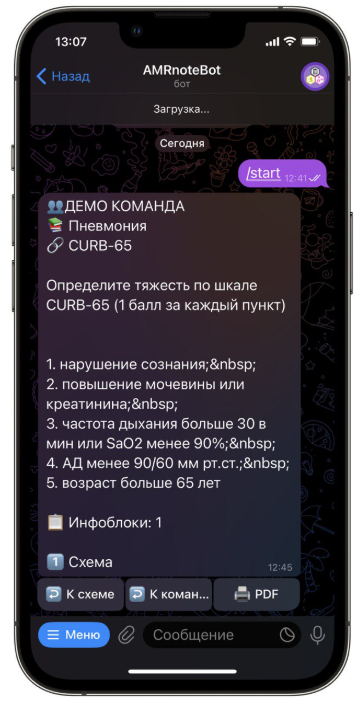 13:07
Назад
AMRnoteBot
бот
Загрузка...
Сегодня
/start 12:41
👥ДЕМО КОМАНДА
📚 Пневмония
🔗 CURB-65
Определите тяжесть по шкале
CURB-65 (1 балл за каждый пункт)
1. нарушение сознания;&nbsp;
2. повышение мочевины или
креатинина;&nbsp;
3. частота дыхания больше 30 в
мин или SaO2 менее 90%;&nbsp;
4. АД менее 90/60 мм рт.ст.;&nbsp;
5. возраст больше 65 лет
📋 Инфоблоки: 1
1️⃣ Схема
12:45
К схеме
К коман...
PDF
Меню
Сообщение